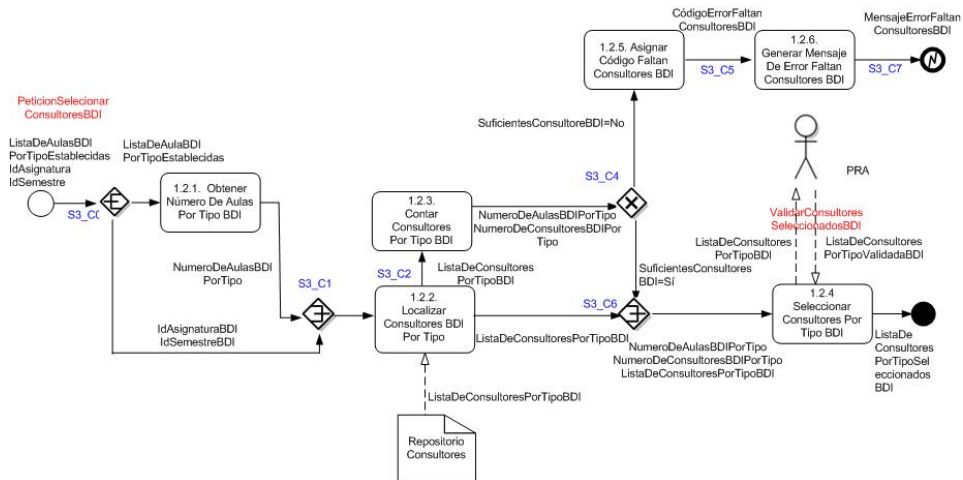 PeticionSelecionar
ConsultoresBDI
ListaDeAulasBDI
PorTipoEstablecidas
IdAsignatura
IdSemestre
S3_C0
ListaDeAulaBDI
PorTipoEstablecidas
1.2.1. Obtener
Número De Aulas
Por Tipo BDI
NumeroDeAulasBDI
PorTipo
IdAsignaturaBDI
IdSemestreBDI
S3_C1
1.2.2.
Localizar
Consultores BDI
Por Tipo
S3_C2
ListaDeConsultores
PorTipoBDI
1.2.3.
Contar
Consultores
Por Tipo BDI
NumeroDeAulasBDIPorTipo
NumeroDeConsultoresBDIPor
Tipo
ListaDeConsultoresPorTipoBDI
ListaDeConsultoresPorTipoBDI
Repositorio
Consultores
S3_C4
SuficientesConsultoreBDI=No
SuficientesConsultores
BDI=Sí
1.2.5. Asignar
Código Faltan
Consultores BDI
CódigoErrorFaltan
ConsultoresBDI
S3_C5
1.2.6.
Generar Mensaje
De Error Faltan
Consultores BDI
S3_C7
MensajeErrorFaltan
ConsultoresBDI
S3_C6
NumeroDeAulasBDIPorTipo
NumeroDeConsultoresBDIPorTipo
ListaDeConsultoresPorTipoBDI
PRA
ValidarConsultores
SeleccionadosBDI
ListaDeConsultores
PorTipoBDI
ListaDeConsultores
PorTipoValidadaBDI
1.2.4
Seleccionar
Consultores Por
Tipo BDI
ListaDe
Consultores
PorTipoSel
eccionados
BDI